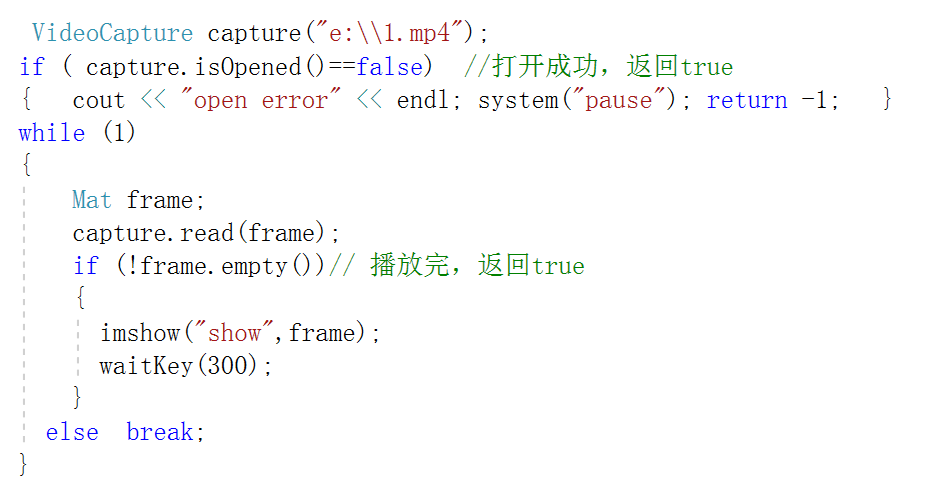 VideoCapture capture("e:\\1.mp4");
if ( capture.isOpened()==false)  //打开成功，返回true
{   cout << "open error" << endl; system("pause"); return -1;   }
while (1)
{
    Mat frame;
    capture.read(frame);
    if (!frame.empty())// 播放完，返回true
    {
      imshow("show",frame);
      waitKey(300);
    }
  else  break;
}